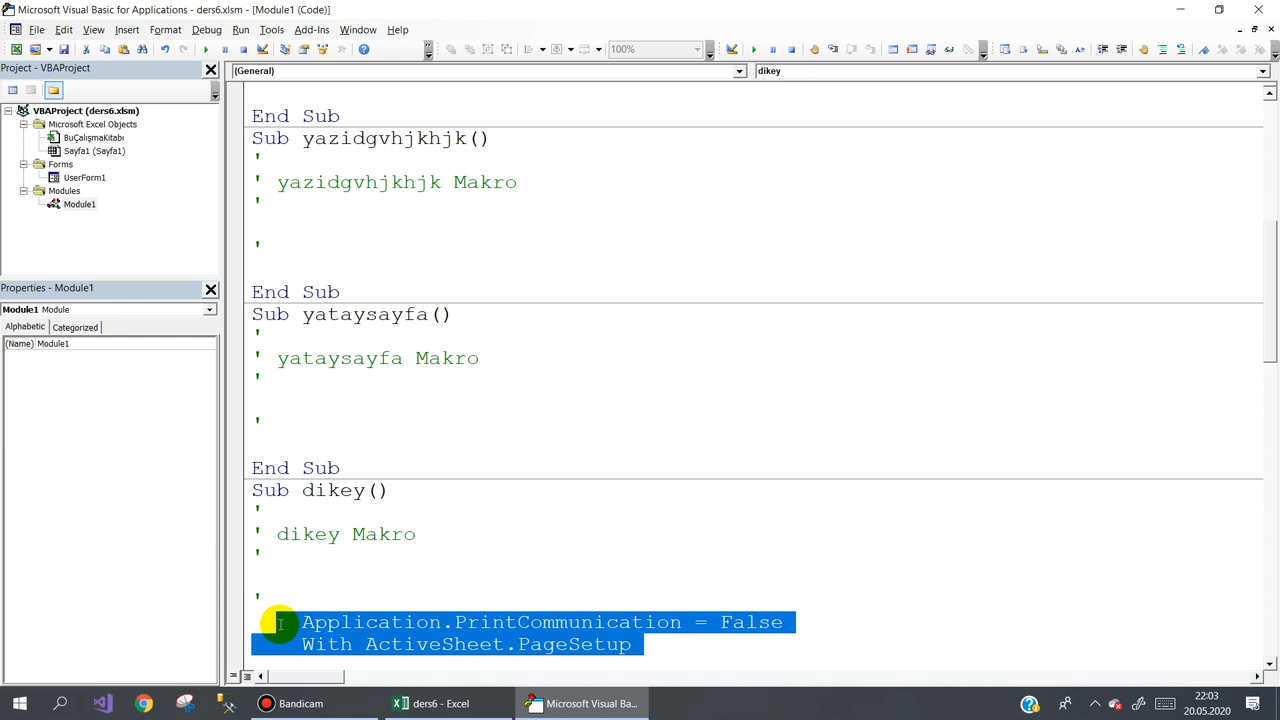 Microsoft Visual Basic for Applications - ders6.xlsm - [Module1 (Code)]
File Edit View Insert Format Debug Run Tools Add-Ins Window Help
100%
Project - VBAProject
(General)
dikey
VBAProject (ders6.xlsm)
Microsoft Excel Objects
BuÇalışmaKitabı
Sayfa1 (Sayfa1)
Forms
UserForm1
Modules
Module1
Properties - Module1
Module1 Module
Alphabetic Categorized
(Name) Module1
End Sub
Sub yazidgvhjkhjk()
'
' yazidgvhjkhjk Makro
'
'
End Sub
Sub yataysayfa()
'
' yataysayfa Makro
'
'
End Sub
Sub dikey()
'
' dikey Makro
'
'
Application.PrintCommunication = False
With ActiveSheet.PageSetup
Bandicam
ders6 - Excel
Microsoft Visual Ba...
22:03
20.05.2020